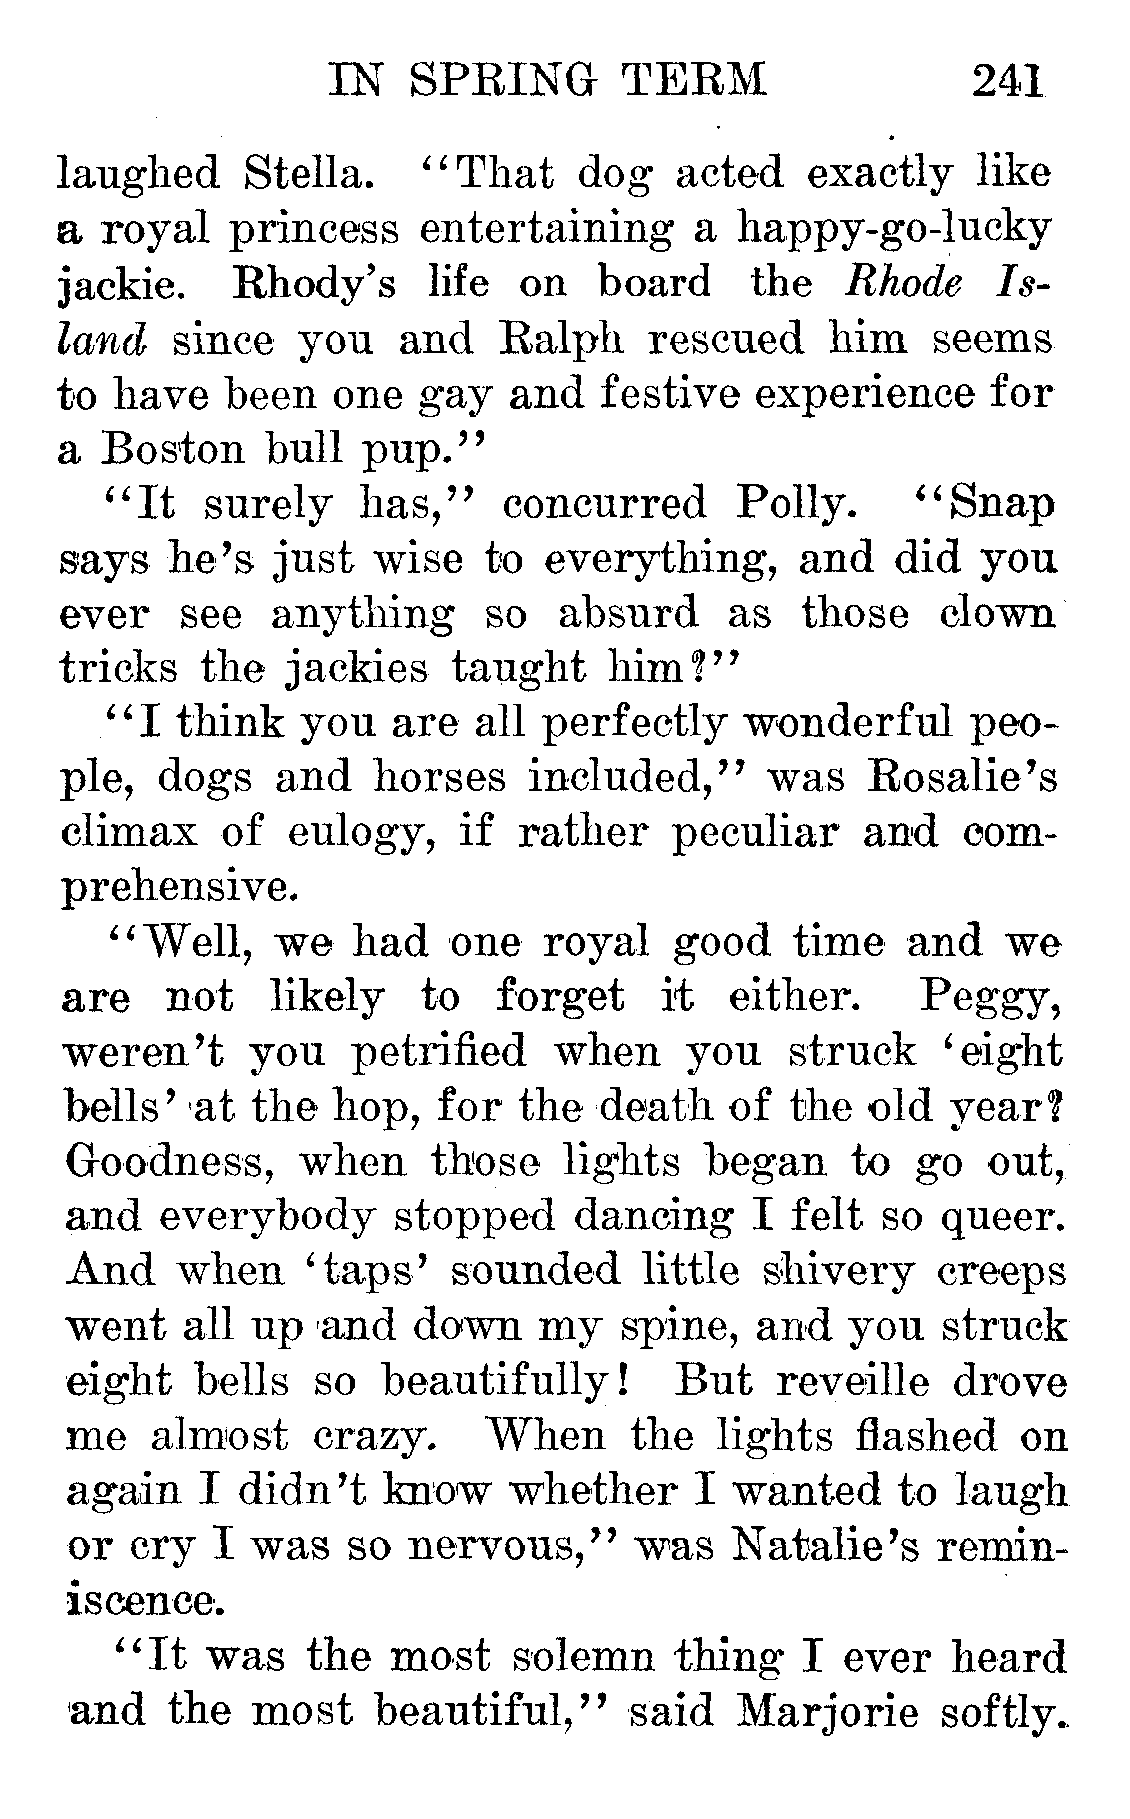 IN SPRING TERM 241
laughed Stella. "That dog acted exactly like
a royal princess entertaining a happy-go-lucky
jackie. Rhody's life on board the Rhode Is-
land since you and Ralph rescued him seems
to have been one gay and festive experience for
a Boston bull pup."
"It surely has," concurred Polly. "Snap
says he's just wise to everything, and did you
ever see anything so absurd as those clown
tricks the jackies taught him?"
"I think you are all perfectly wonderful peo-
ple, dogs and horses included," was Rosalie's
climax of eulogy, if rather peculiar and com-
prehensive.
"Well, we had one royal good time and we
are not likely to forget it either. Peggy,
weren't you petrified when you struck 'eight
bells' at the hop, for the death of the old year?
Goodness, when those lights began to go out,
and everybody stopped dancing I felt so queer.
And when 'taps' sounded little shivery creeps
went all up and down my spine, and you struck
eight bells so beautifully! But reveille drove
me almost crazy. When the lights flashed on
again I didn't know whether I wanted to laugh
or cry I was so nervous," was Natalie's remin-
iscence.
"It was the most solemn thing I ever heard
and the most beautiful," said Marjorie softly.